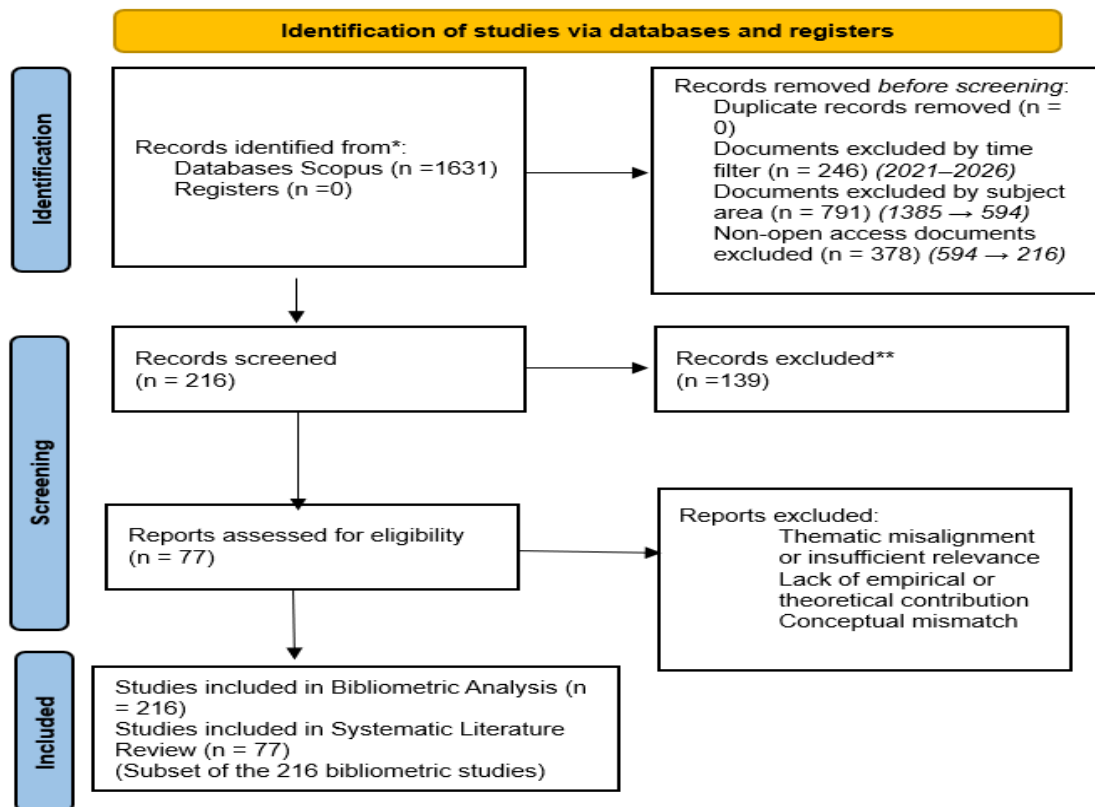 Identification of studies via databases and registers
Identification
Records identified from*:
Databases Scopus (n =1631)
Registers (n =0)
Records removed before screening:
Duplicate records removed (n =
0)
Documents excluded by time
filter (n = 246) (2021–2026)
Documents excluded by subject
area (n = 791) (1385 → 594)
Non-open access documents
excluded (n = 378) (594 → 216)
Screening
Records screened
(n = 216)
Records excluded**
(n =139)
Reports assessed for eligibility
(n = 77)
Reports excluded:
Thematic misalignment
or insufficient relevance
Lack of empirical or
theoretical contribution
Conceptual mismatch
Included
Studies included in Bibliometric Analysis (n
= 216)
Studies included in Systematic Literature
Review (n = 77)
(Subset of the 216 bibliometric studies)